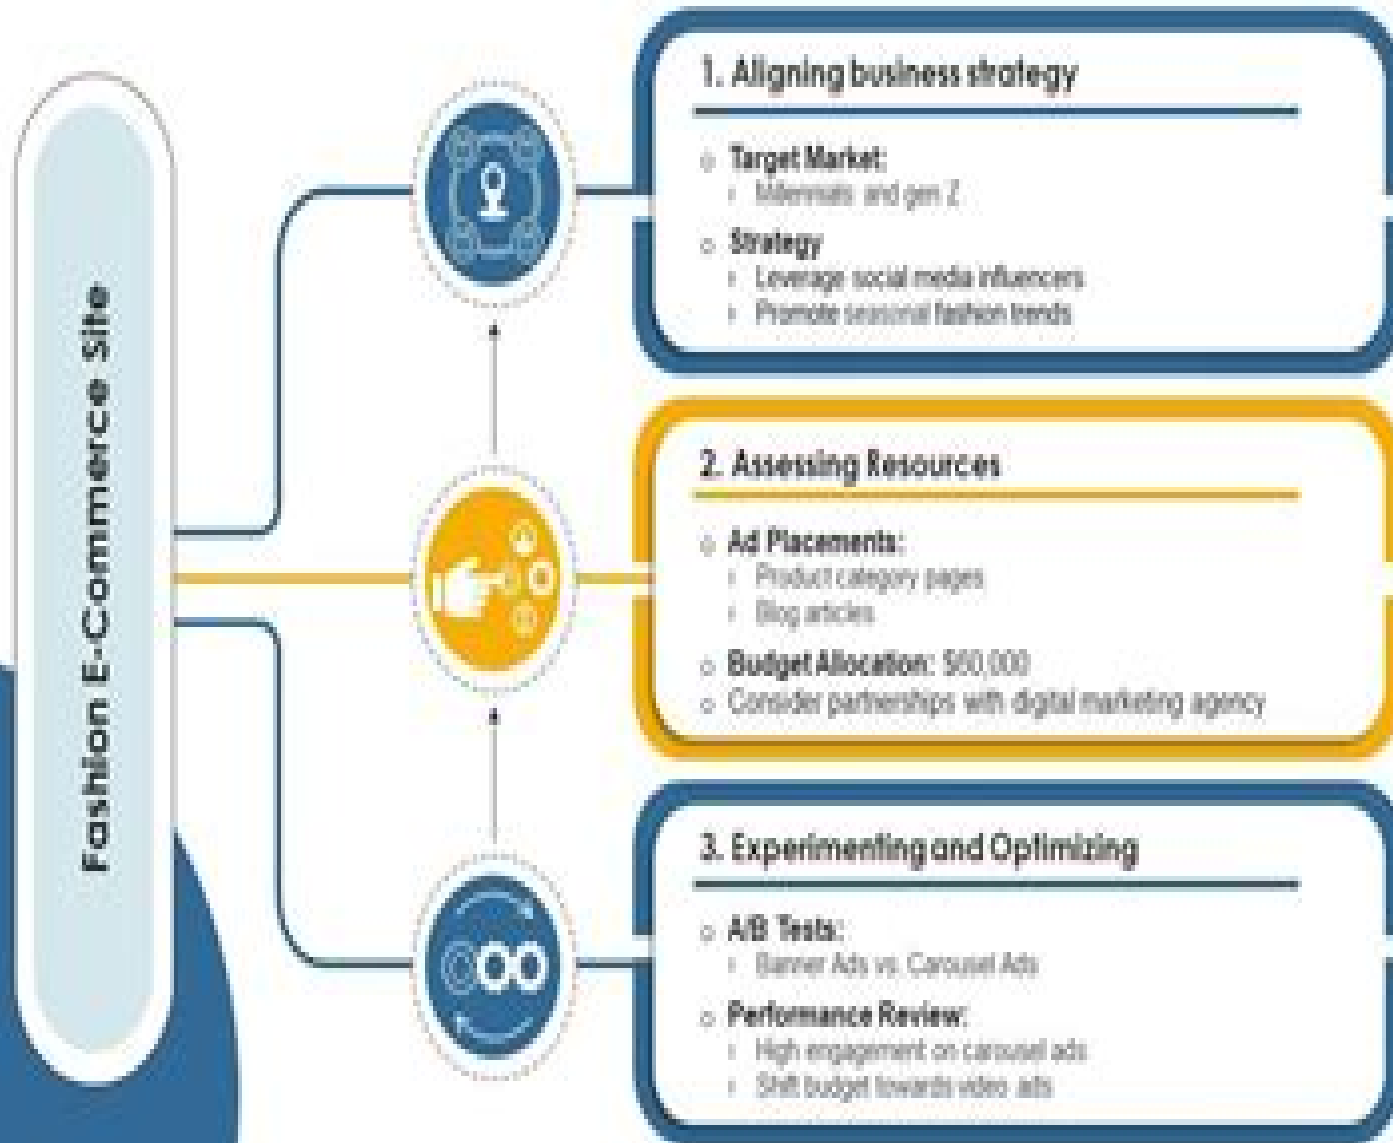 Fashion E-Commerce Site
1. Aligning business strategy
Target Market:
Millennials and gen Z
Strategy
Leverage social media influencers
Promote seasonal fashion trends
2. Assessing Resources
Ad Placements:
Product category pages
Blog articles
Budget Allocation: $60,000
Consider partnerships with digital marketing agency
3. Experimenting and Optimizing
A/B Tests:
Banner Ads vs. Carousel Ads
Performance Review:
High engagement on carousel ads
Shift budget towards video ads